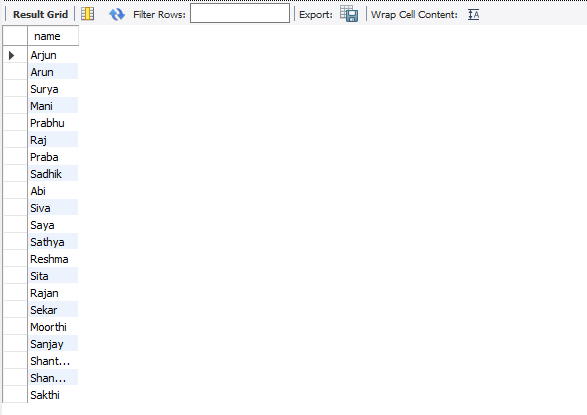 Result Grid Filter Rows: Export: Wrap Cell Content: IA
name
Arjun
Arun
Surya
Mani
Prabhu
Raj
Praba
Sadhik
Abi
Siva
Saya
Sathya
Reshma
Sita
Rajan
Sekar
Moorthi
Sanjay
Shant...
Shan...
Sakthi